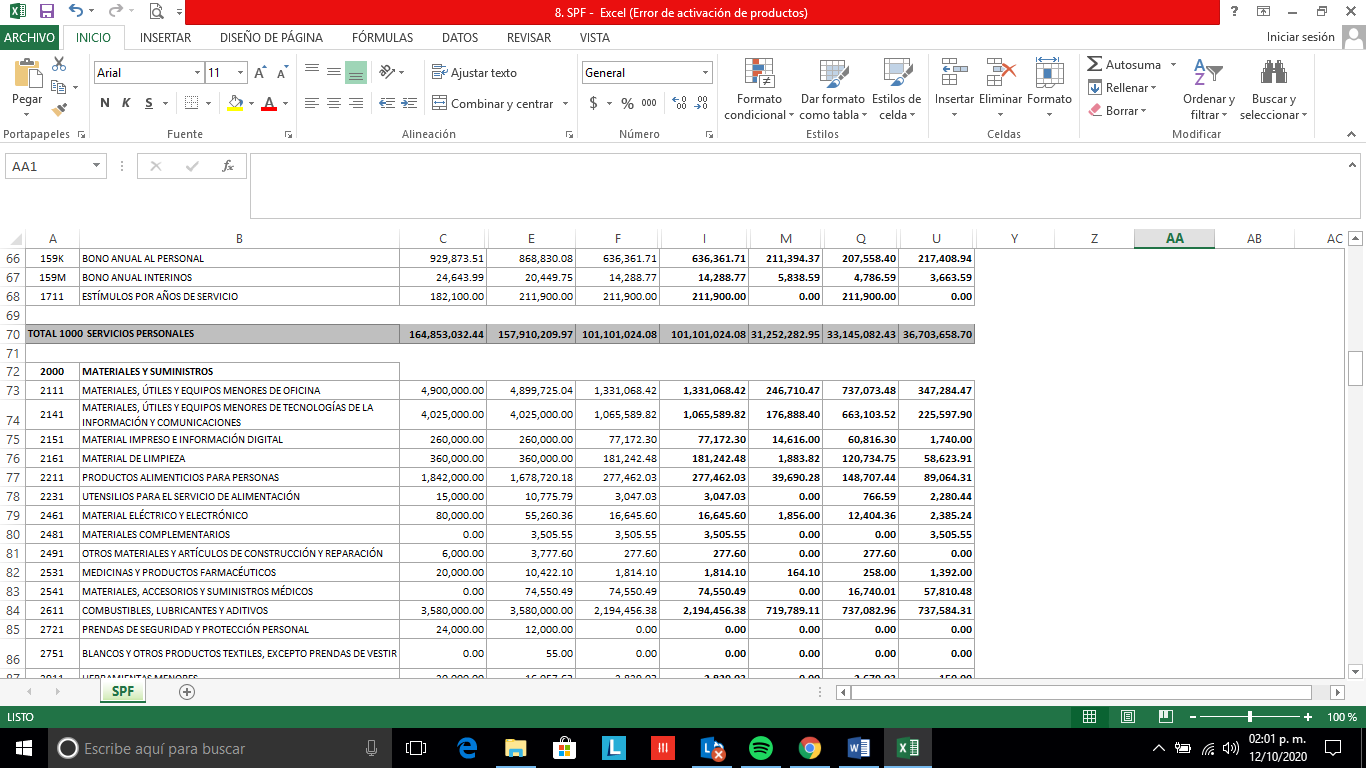 8. SPF - Excel (Error de activación de productos)
ARCHIVO INICIO INSERTAR DISEÑO DE PÁGINA FÓRMULAS DATOS REVISAR VISTA Iniciar sesión
Pegar
Portapapeles
Arial 11
N K S
Fuente
Ajustar texto
Combinar y centrar
Alineación
General
$ % 000
Número
Formato condicional
Dar formato como tabla
Estilos de celda
Estilos
Insertar Eliminar Formato
Celdas
Autosuma
Rellenar
Borrar
Ordenar y filtrar
Buscar y seleccionar
Modificar
AA1
A B C E F I M Q U Y Z AA AB AC
66 159K BONO ANUAL AL PERSONAL 929,873.51 868,830.08 636,361.71 636,361.71 211,394.37 207,558.40 217,408.94
67 159M BONO ANUAL INTERINOS 24,643.99 20,449.75 14,288.77 14,288.77 5,838.59 4,786.59 3,663.59
68 1711 ESTÍMULOS POR AÑOS DE SERVICIO 182,100.00 211,900.00 211,900.00 211,900.00 0.00 211,900.00 0.00
69
70 TOTAL 1000 SERVICIOS PERSONALES 164,853,032.44 157,910,209.97 101,101,024.08 101,101,024.08 31,252,282.95 33,145,082.43 36,703,658.70
71
72 2000 MATERIALES Y SUMINISTROS
73 2111 MATERIALES, ÚTILES Y EQUIPOS MENORES DE OFICINA 4,900,000.00 4,899,725.04 1,331,068.42 1,331,068.42 246,710.47 737,073.48 347,284.47
74 2141 MATERIALES, ÚTILES Y EQUIPOS MENORES DE TECNOLOGÍAS DE LA
INFORMACIÓN Y COMUNICACIONES 4,025,000.00 4,025,000.00 1,065,589.82 1,065,589.82 176,888.40 663,103.52 225,597.90
75 2151 MATERIAL IMPRESO E INFORMACIÓN DIGITAL 260,000.00 260,000.00 77,172.30 77,172.30 14,616.00 60,816.30 1,740.00
76 2161 MATERIAL DE LIMPIEZA 360,000.00 360,000.00 181,242.48 181,242.48 1,883.82 120,734.75 58,623.91
77 2211 PRODUCTOS ALIMENTICIOS PARA PERSONAS 1,842,000.00 1,678,720.18 277,462.03 277,462.03 39,690.28 148,707.44 89,064.31
78 2231 UTENSILIOS PARA EL SERVICIO DE ALIMENTACIÓN 15,000.00 10,775.79 3,047.03 3,047.03 0.00 766.59 2,280.44
79 2461 MATERIAL ELÉCTRICO Y ELECTRÓNICO 80,000.00 55,260.36 16,645.60 16,645.60 1,856.00 12,404.36 2,385.24
80 2481 MATERIALES COMPLEMENTARIOS 0.00 3,505.55 3,505.55 3,505.55 0.00 0.00 3,505.55
81 2491 OTROS MATERIALES Y ARTÍCULOS DE CONSTRUCCIÓN Y REPARACIÓN 6,000.00 3,777.60 277.60 277.60 0.00 277.60 0.00
82 2531 MEDICINAS Y PRODUCTOS FARMACÉUTICOS 20,000.00 10,422.10 1,814.10 1,814.10 164.10 258.00 1,392.00
83 2541 MATERIALES, ACCESORIOS Y SUMINISTROS MÉDICOS 0.00 74,550.49 74,550.49 74,550.49 0.00 16,740.01 57,810.48
84 2611 COMBUSTIBLES, LUBRICANTES Y ADITIVOS 3,580,000.00 3,580,000.00 2,194,456.38 2,194,456.38 719,789.11 737,082.96 737,584.31
85 2721 PRENDAS DE SEGURIDAD Y PROTECCIÓN PERSONAL 24,000.00 12,000.00 0.00 0.00 0.00 0.00 0.00
86 2751 BLANCOS Y OTROS PRODUCTOS TEXTILES, EXCEPTO PRENDAS DE VESTIR 0.00 55.00 0.00 0.00 0.00 0.00 0.00
SPF
LISTO 100 %
Escribe aquí para buscar
02:01 p. m.
12/10/2020